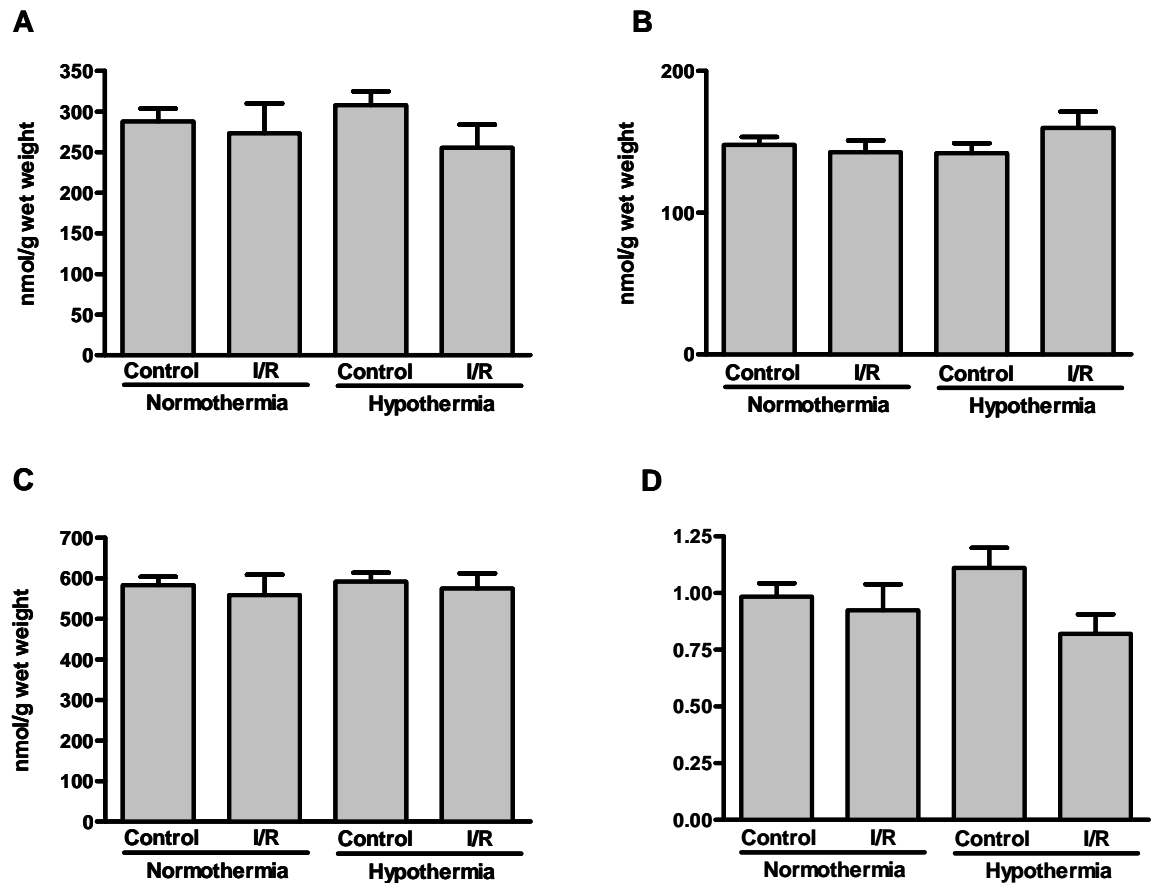 A
nmol/g wet weight
350
300
250
200
150
100
50
0
Control I/R Control I/R
Normothermia Hypothermia
B
nmol/g wet weight
200
100
0
Control I/R Control I/R
Normothermia Hypothermia
C
nmol/g wet weight
700
600
500
400
300
200
100
0
Control I/R Control I/R
Normothermia Hypothermia
D
1.25
1.00
0.75
0.50
0.25
0.00
Control I/R Control I/R
Normothermia Hypothermia